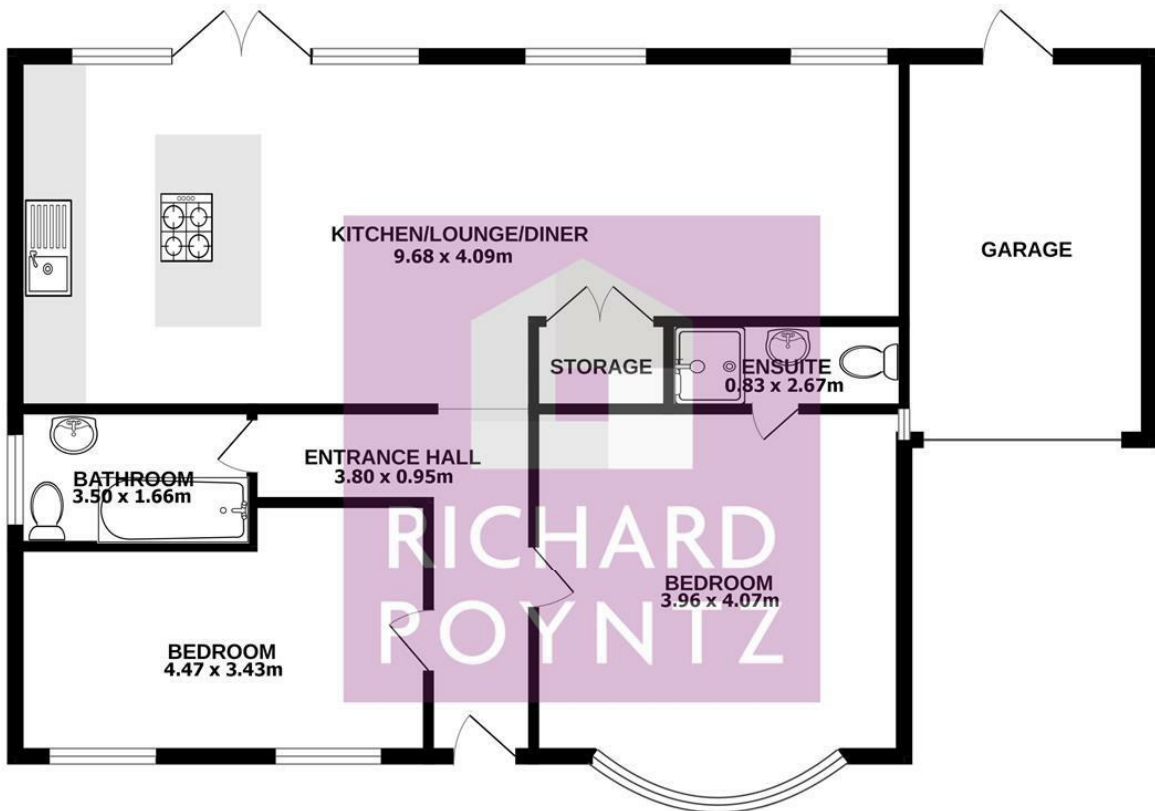 KITCHEN/LOUNGE/DINER
9.68 x 4.09m
GARAGE
STORAGE
ENSUITE
0.83 x 2.67m
ENTRANCE HALL
3.80 x 0.95m
BATHROOM
3.50 x 1.66m
RICHARD
POYNTZ
BEDROOM
3.96 x 4.07m
BEDROOM
4.47 x 3.43m